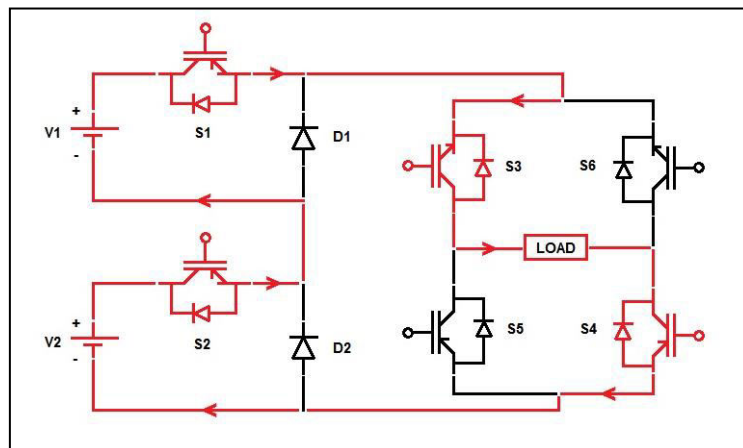 +
V1
-
S1
D1
S3
S6
LOAD
+
V2
-
S2
D2
S5
S4